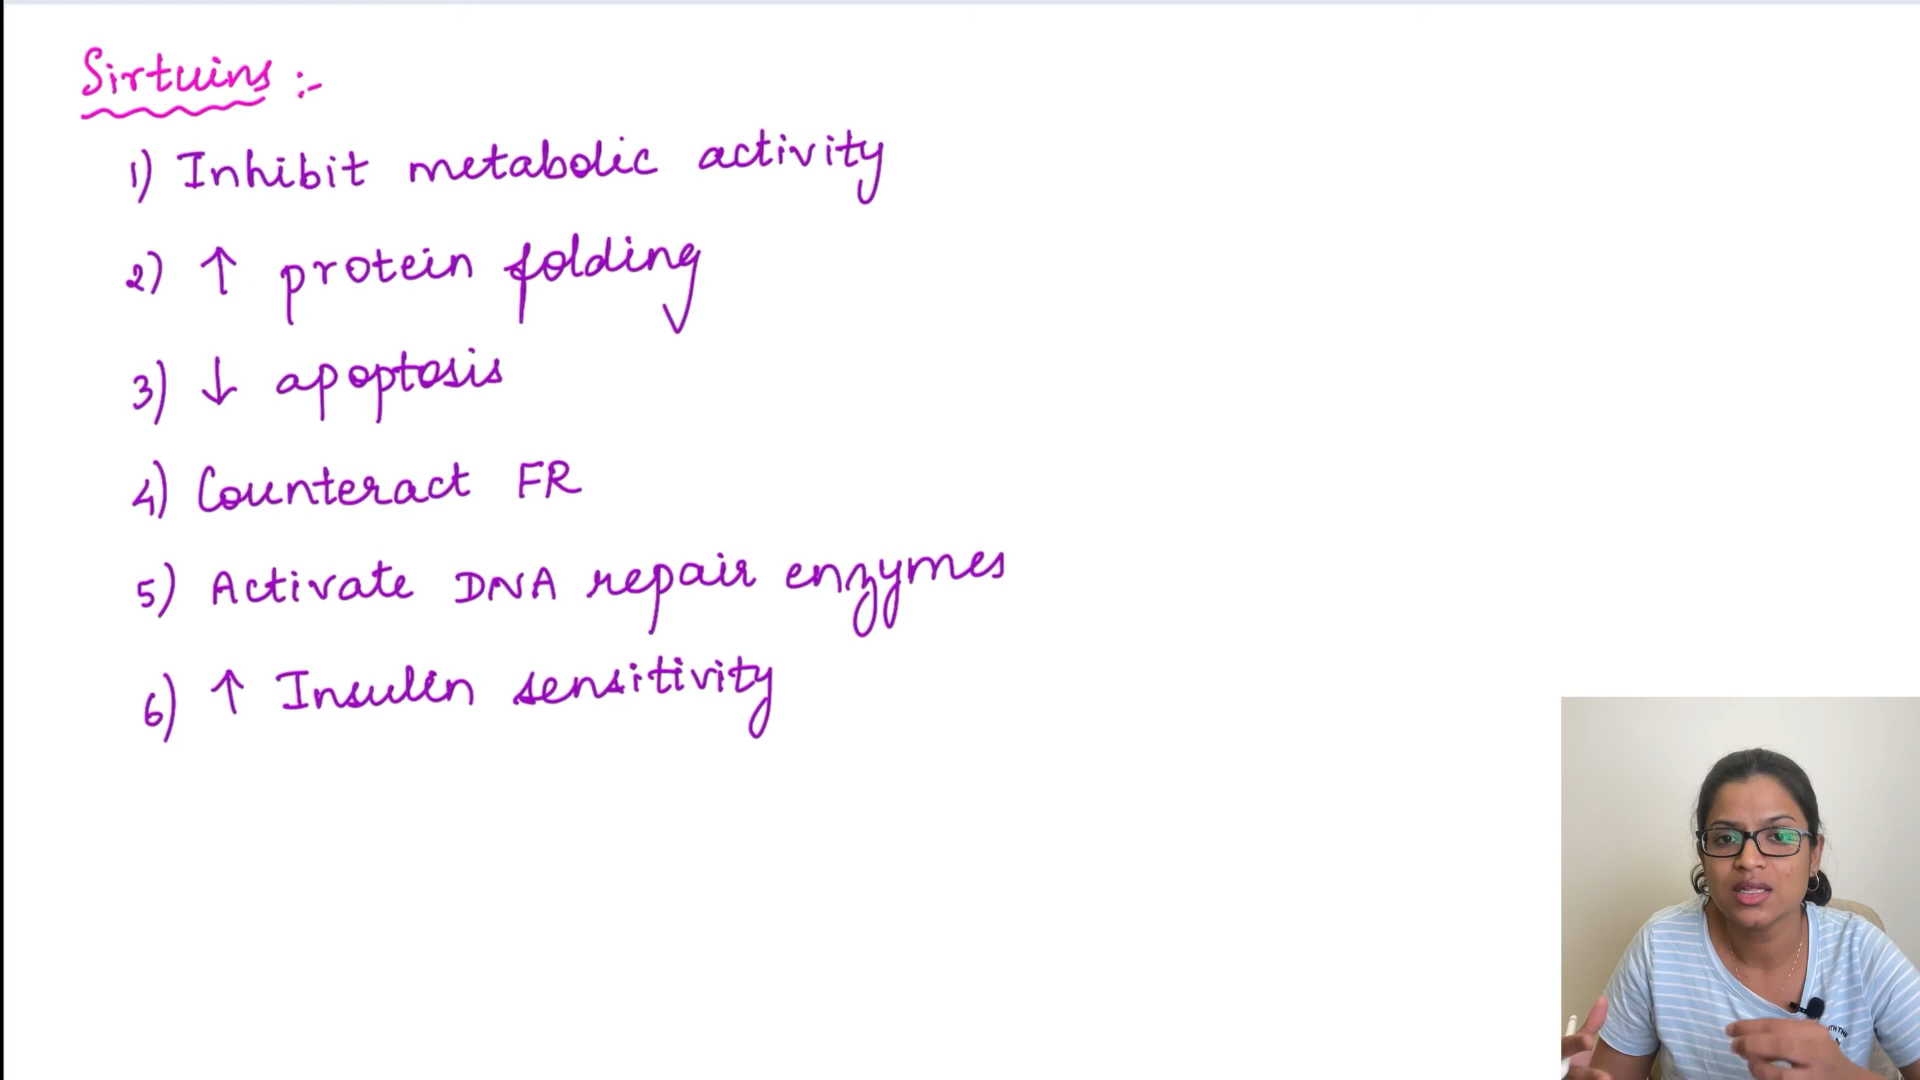 Sirtuins :-
1) Inhibit metabolic activity
2) ↑ protein folding
3) ↓ apoptosis
4) Counteract FR
5) Activate DNA repair enzymes
6) ↑ Insulin sensitivity